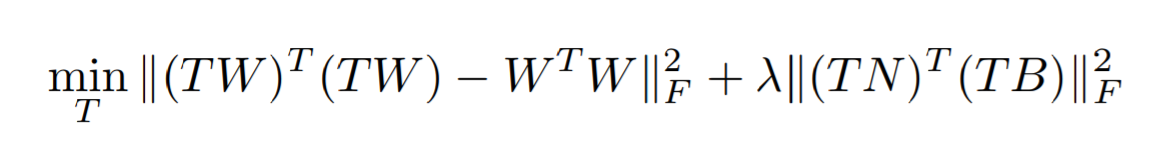 min_T ‖(TW)^T(TW) − W^T W‖_F^2 + λ‖(TN)^T(TB)‖_F^2